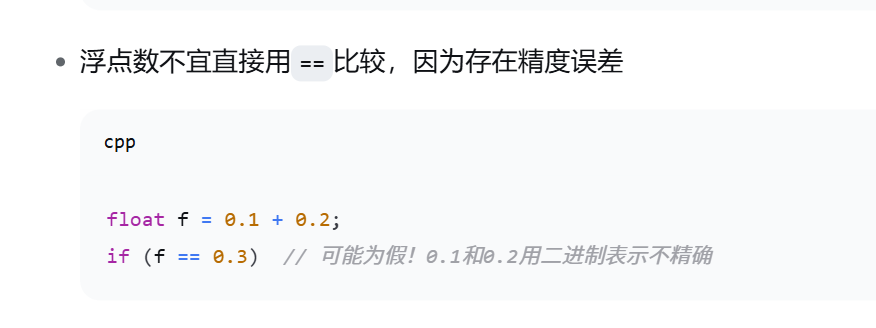 浮点数不宜直接用==比较，因为存在精度误差
cpp
float f = 0.1 + 0.2;
if (f == 0.3)  // 可能为假！0.1和0.2用二进制表示不精确